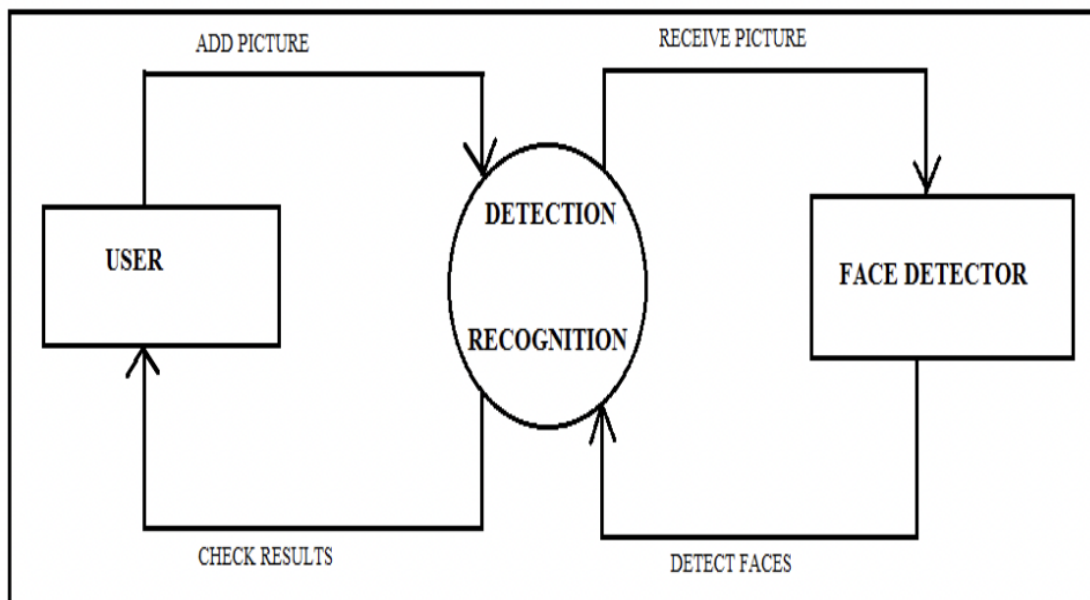 ADD PICTURE
RECEIVE PICTURE
DETECTION
USER
FACE DETECTOR
RECOGNITION
CHECK RESULTS
DETECT FACES